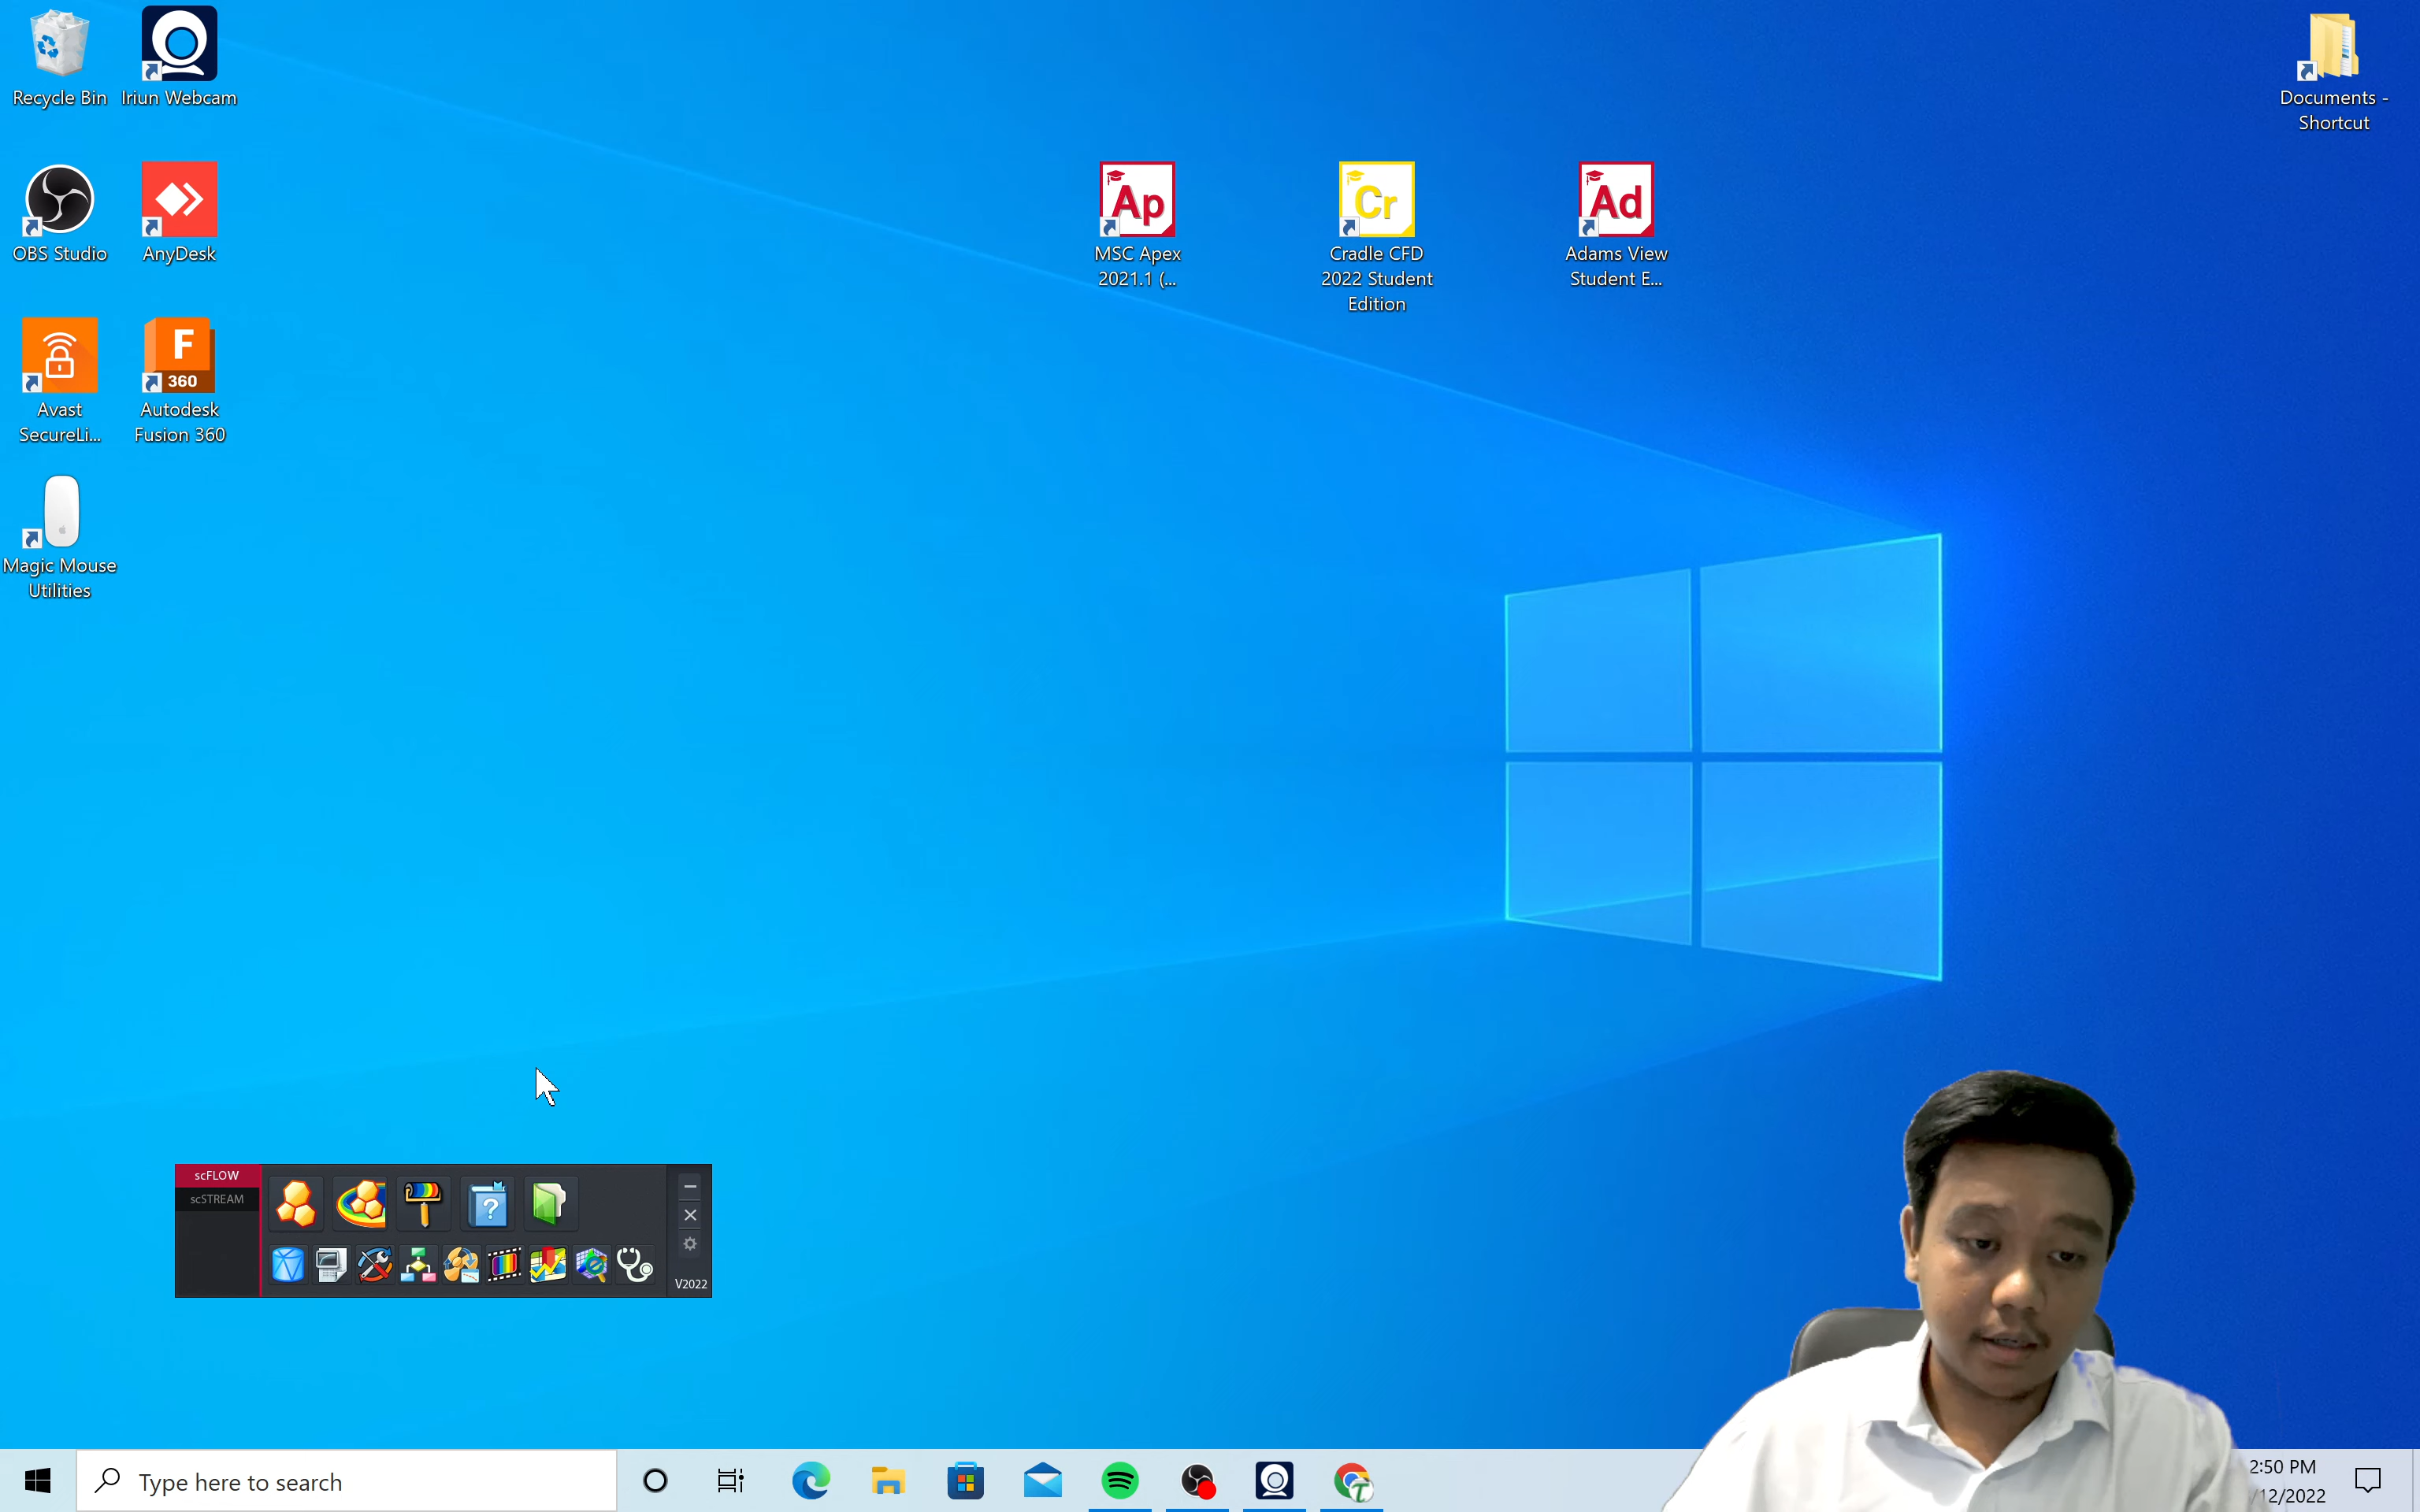 Recycle Bin
Iriun Webcam
Documents -
Shortcut
OBS Studio
AnyDesk
Ap
MSC Apex
2021.1 (...
Cr
Cradle CFD
2022 Student
Edition
Ad
Adams View
Student E...
Avast
SecureLi...
F
360
Autodesk
Fusion 360
Magic Mouse
Utilities
scFLOW
scSTREAM
?
V2022
Type here to search
T
2:50 PM
/12/2022